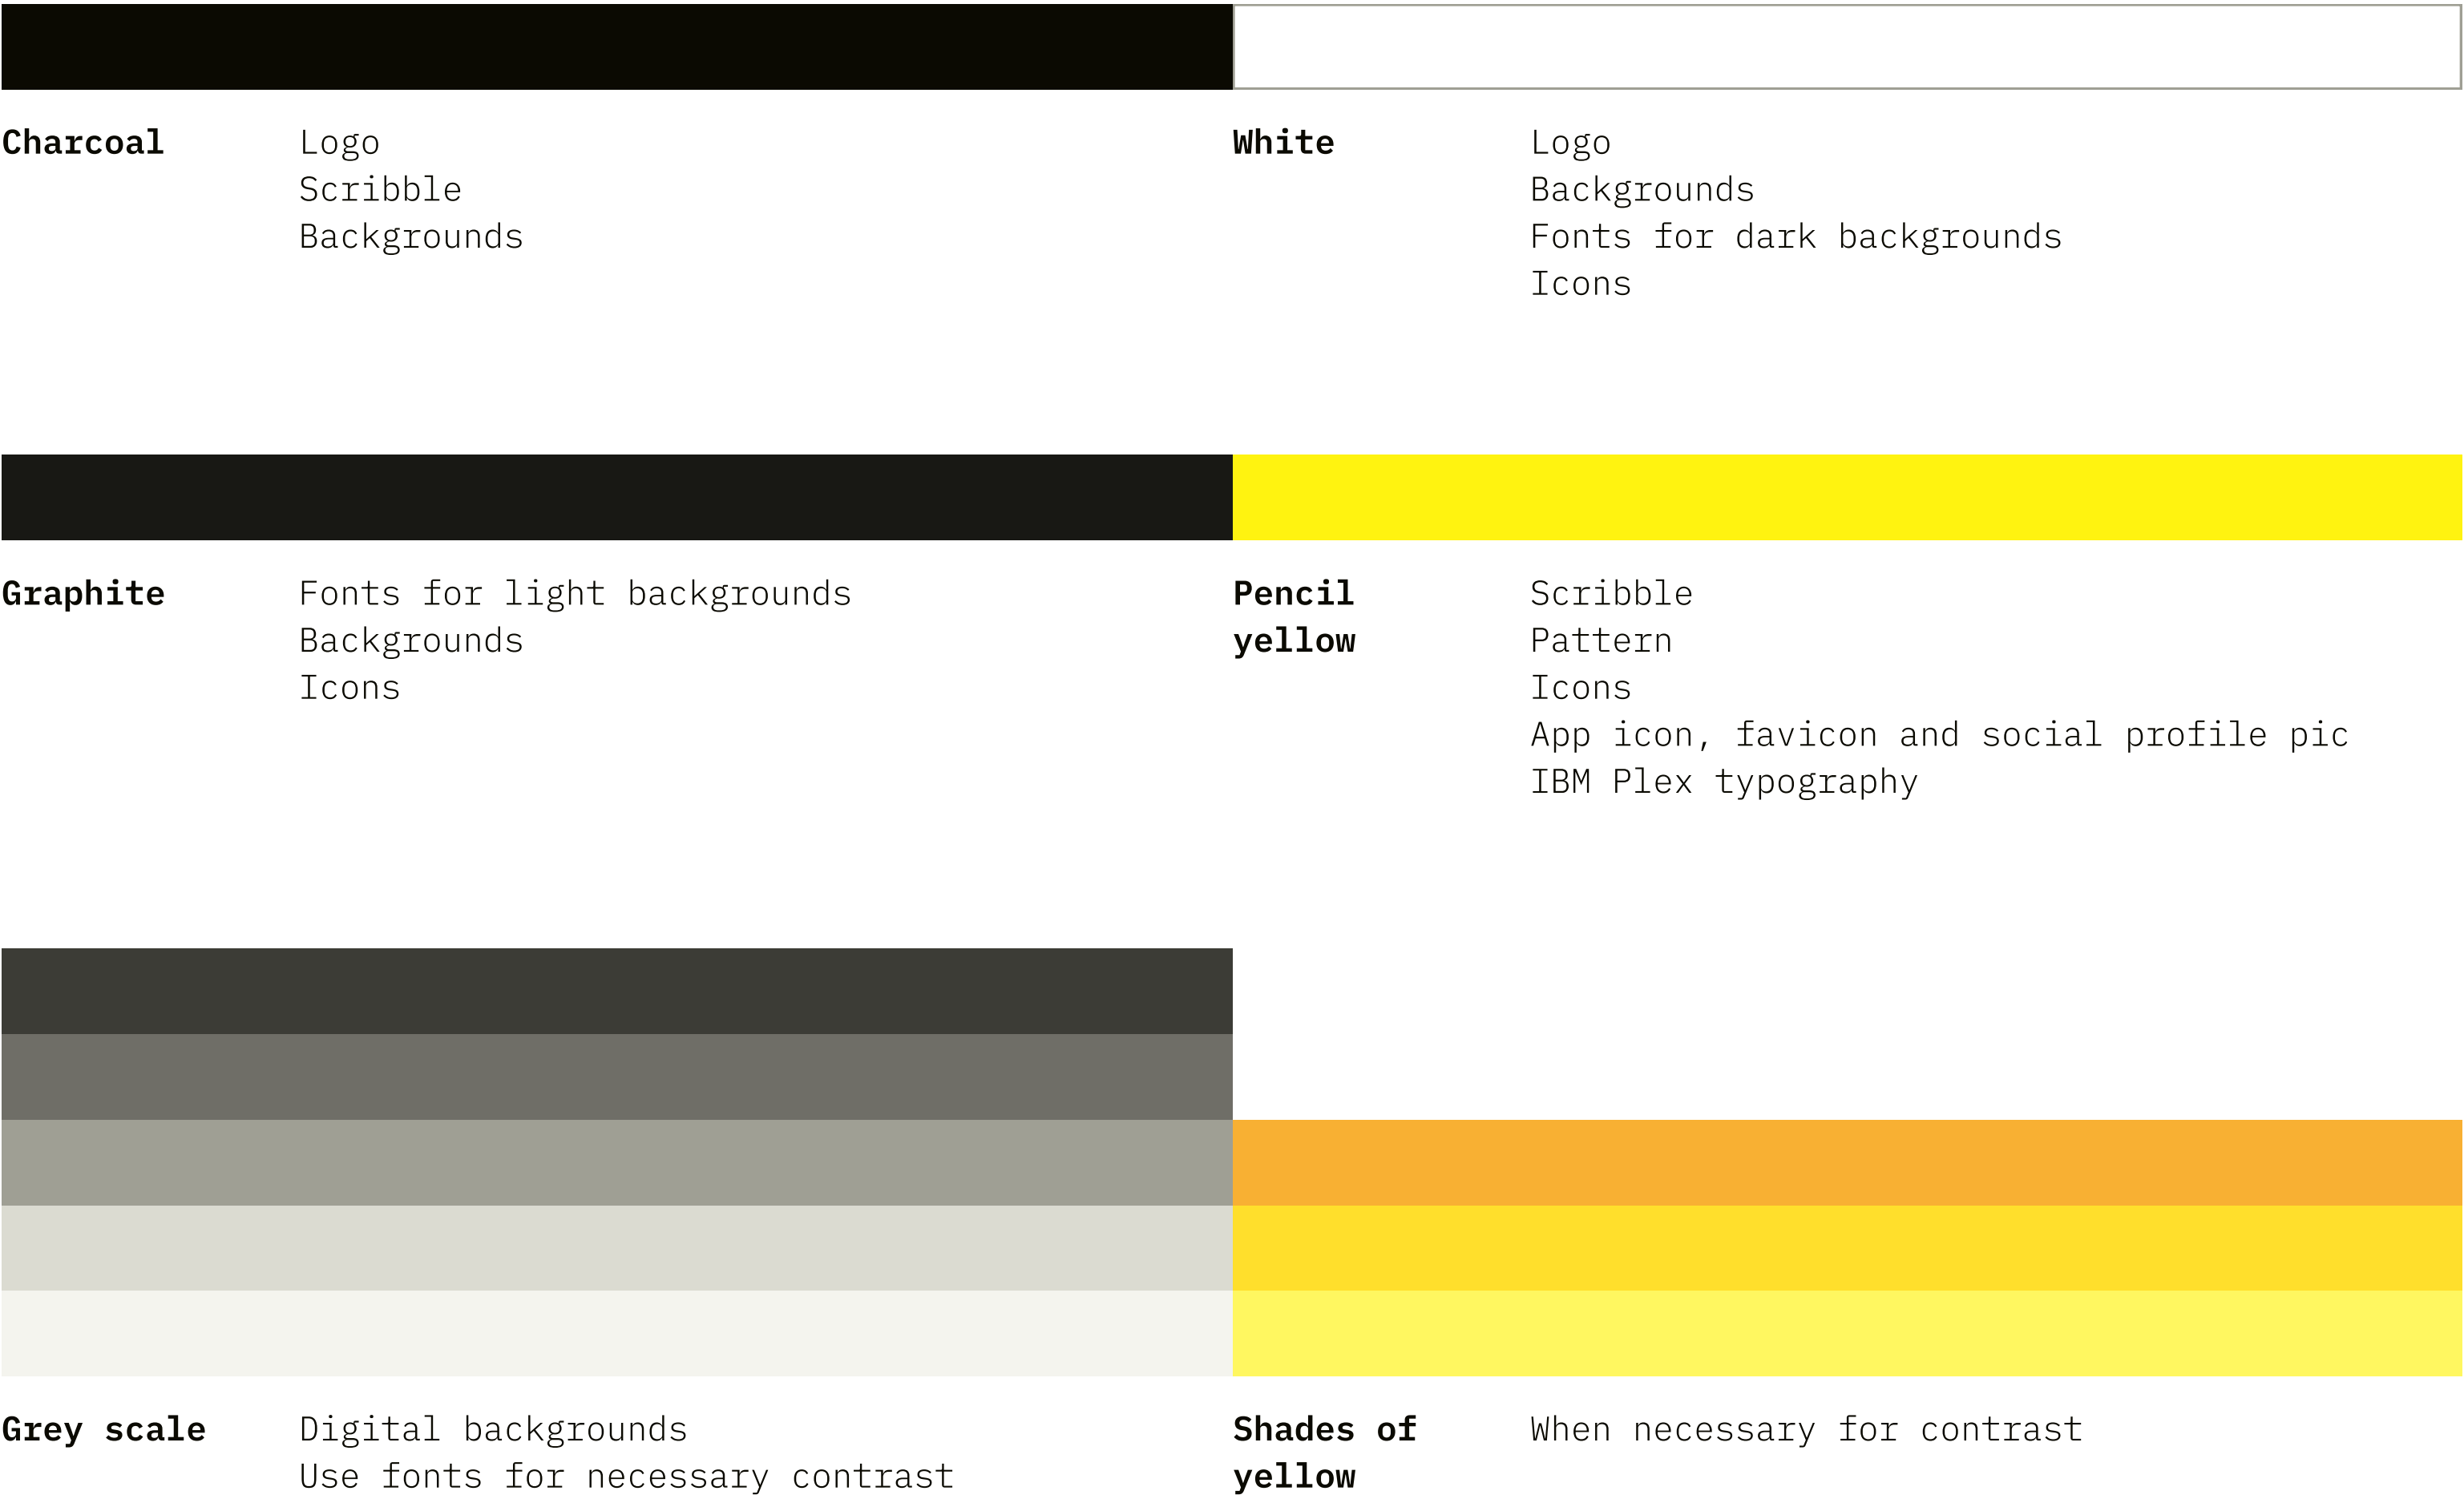 Charcoal
Logo
Scribble
Backgrounds
White
Logo
Backgrounds
Fonts for dark backgrounds
Icons
Graphite
Fonts for light backgrounds
Backgrounds
Icons
Pencil
yellow
Scribble
Pattern
Icons
App icon, favicon and social profile pic
IBM Plex typography
Grey scale
Digital backgrounds
Use fonts for necessary contrast
Shades of
yellow
When necessary for contrast